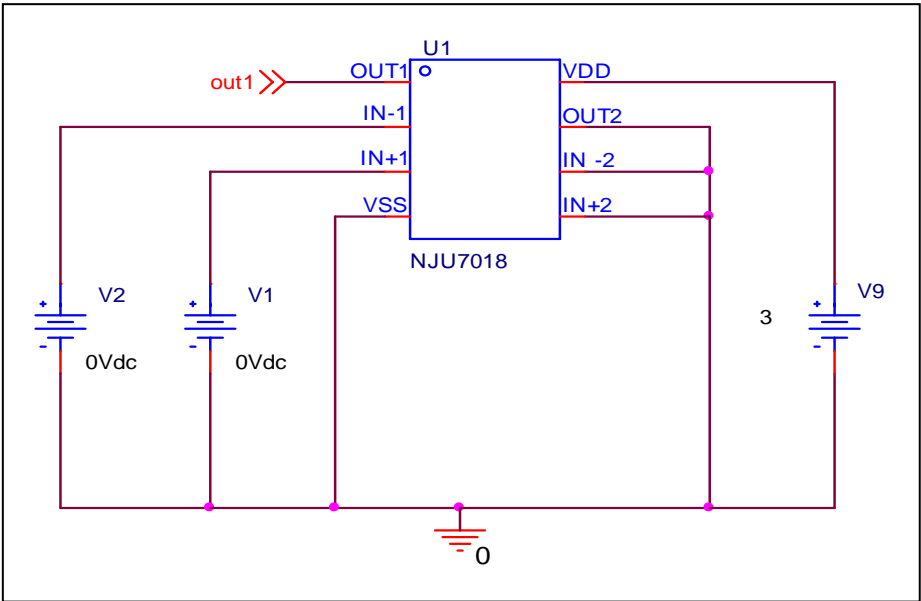 U1
out1
OUT1
VDD
IN-1
OUT2
IN+1
IN -2
VSS
IN+2
NJU7018
+
V2
-
0Vdc
+
V1
-
0Vdc
3
+
V9
-
0